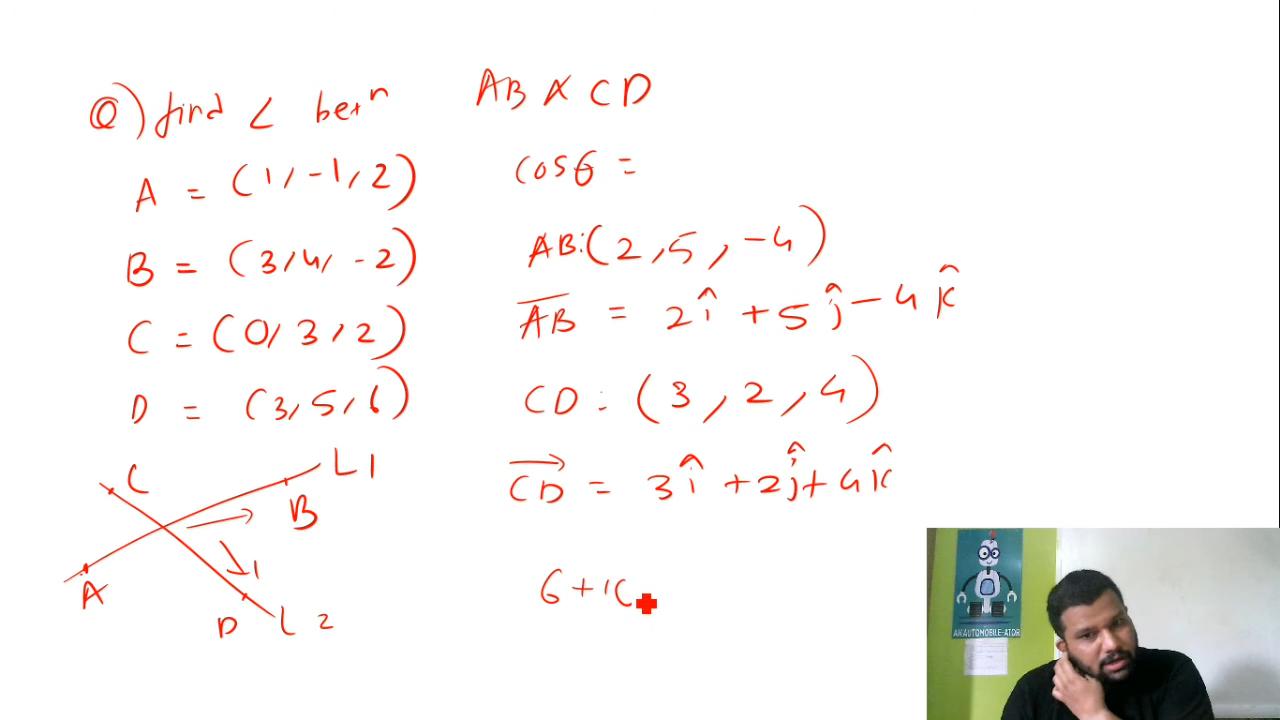 Q) find ∠ betⁿ AB & CD
A = (1, -1, 2)
B = (3, 4, -2)
C = (0, 3, 2)
D = (3, 5, 6)
C
L1
B
A
D
L2
cosθ =
AB: (2, 5, -4)
AB = 2î + 5ĵ - 4k̂
CD: (3, 2, 4)
CD = 3î + 2ĵ + 4k̂
6 + 10
AKAUTOMOBILE-ATOR